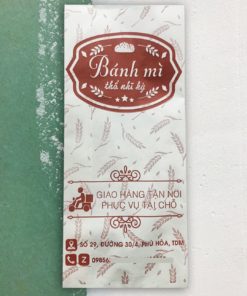 Bánh mì
thổ nhĩ kỳ
GIAO HÀNG TẬN NƠI
PHỤC VỤ TẠI CHỖ
SỐ 29, ĐƯỜNG 30/4, PHÚ HÒA, TDM
Z 09856.